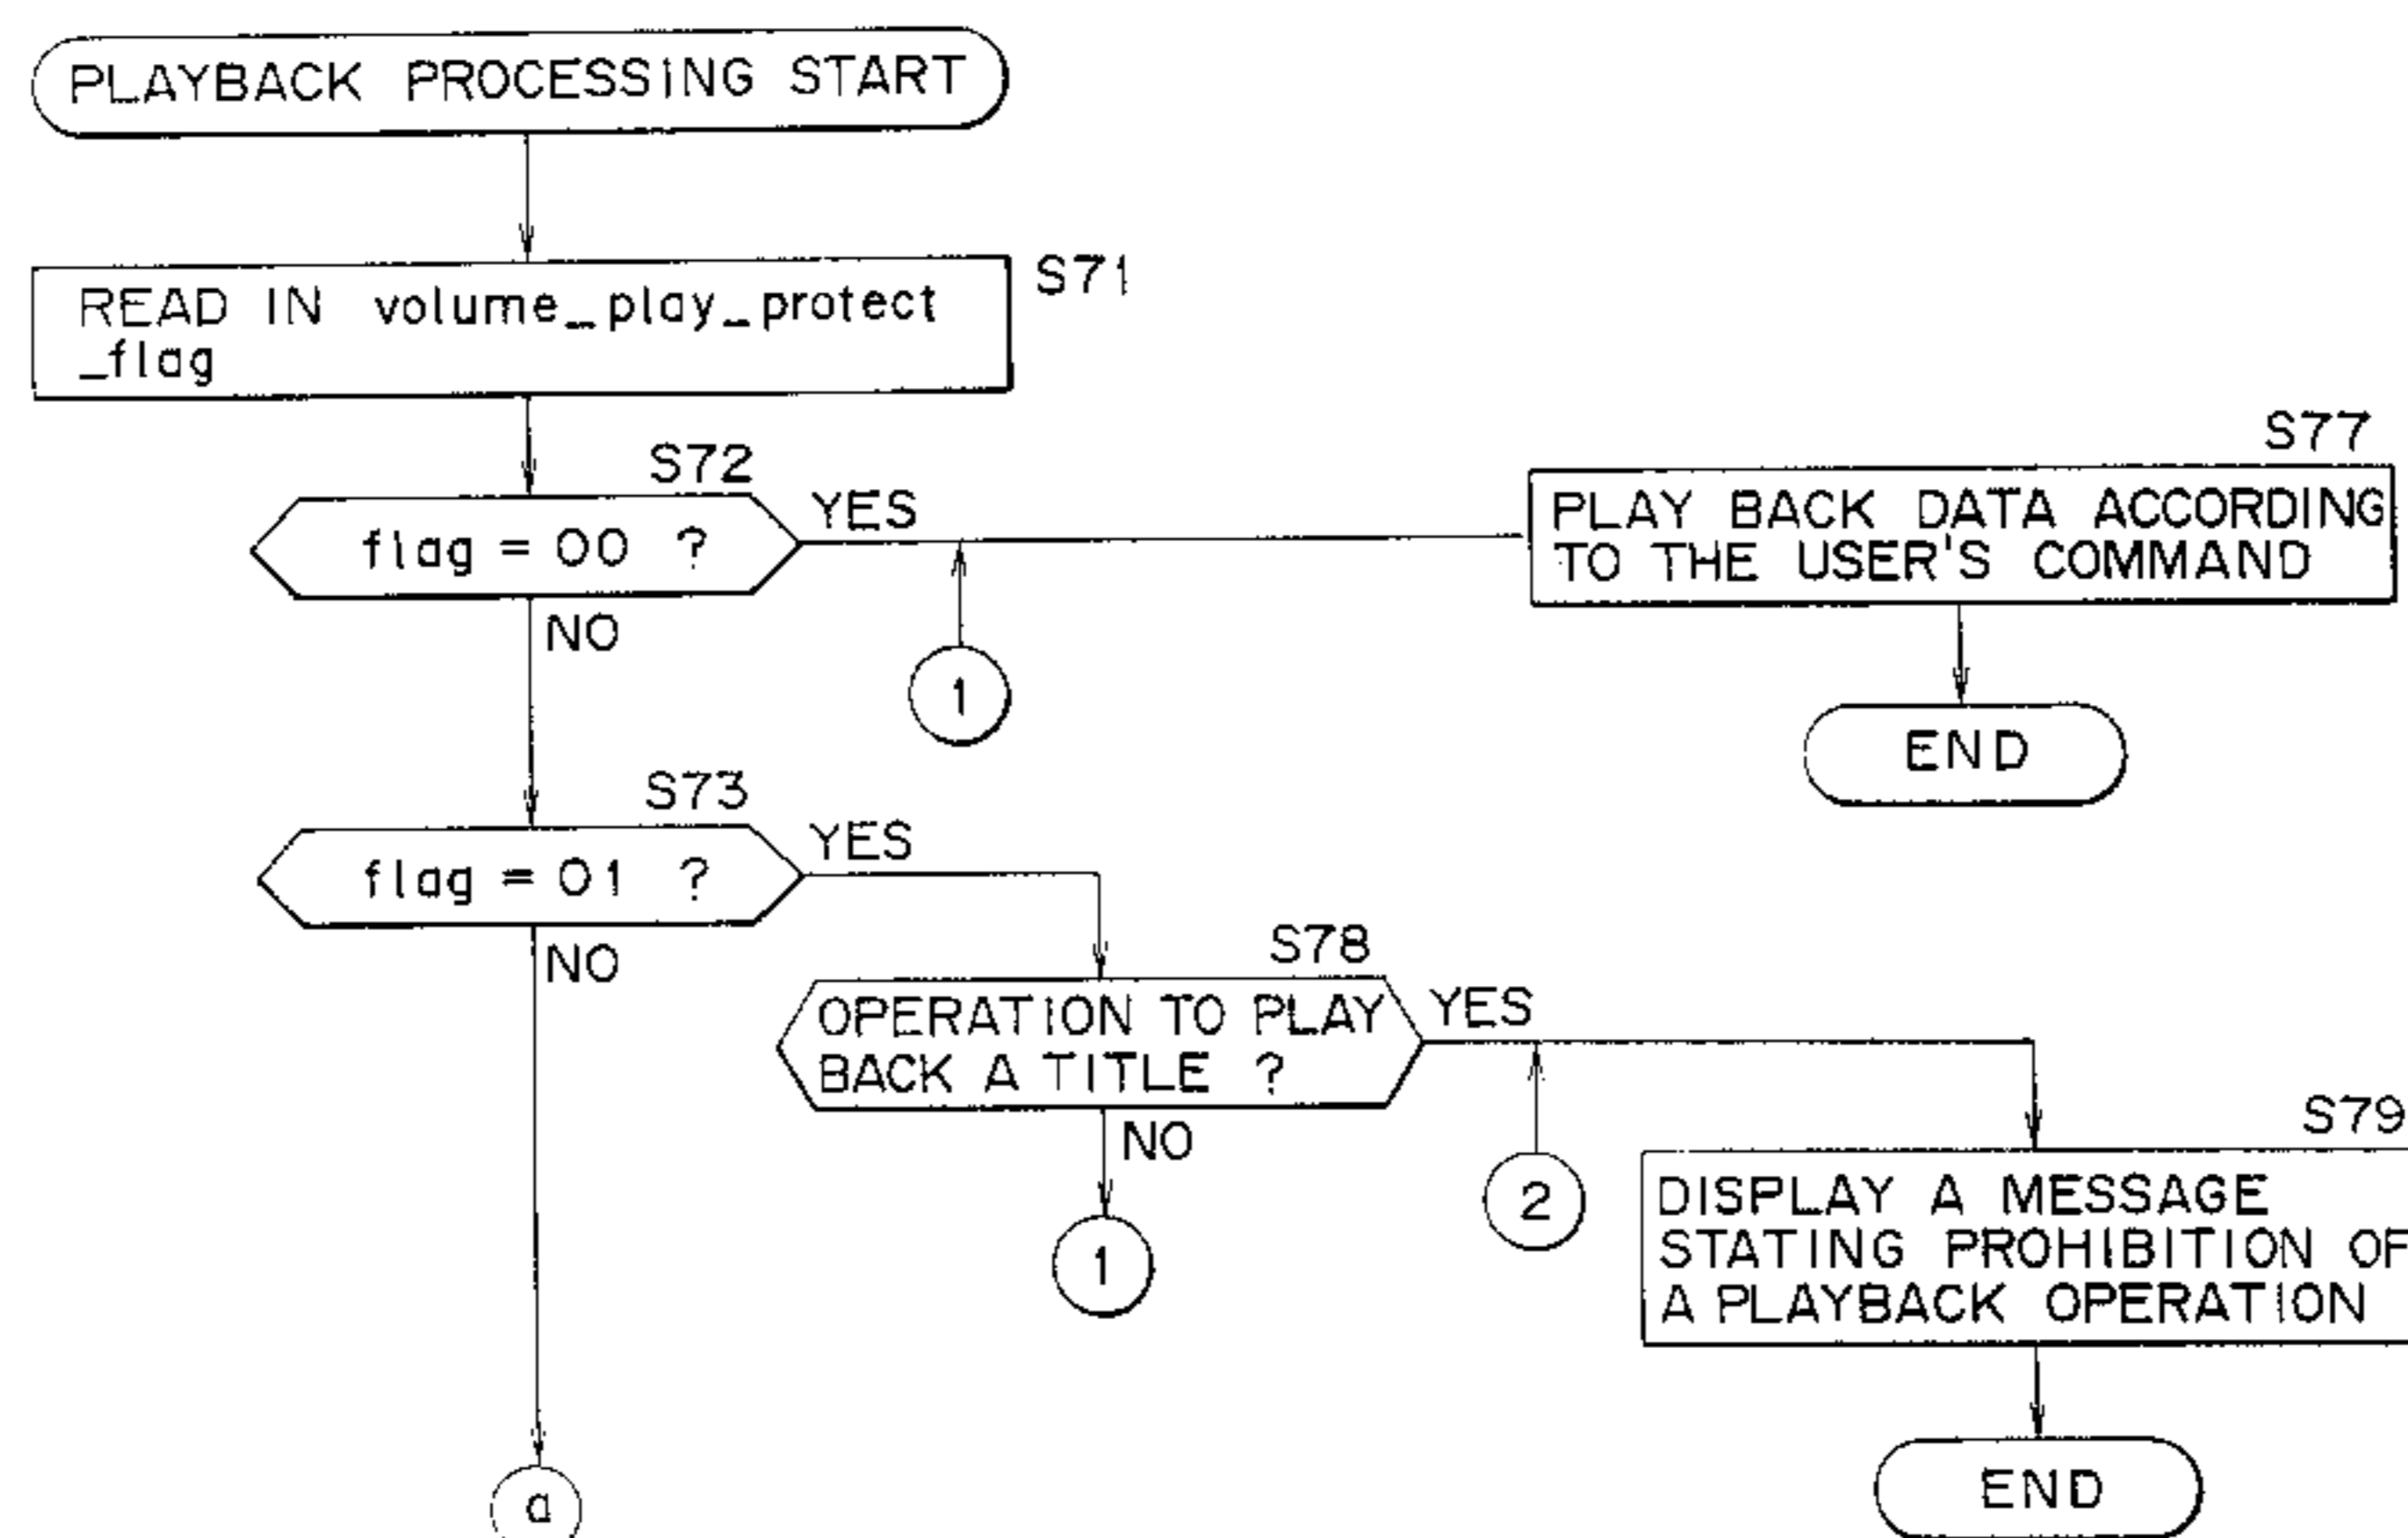 PLAYBACK PROCESSING START
S71
READ IN volume_play_protect
_flag
S72
flag = 00 ?
YES
NO
1
S77
PLAY BACK DATA ACCORDING
TO THE USER'S COMMAND
END
S73
flag = 01 ?
YES
NO
S78
OPERATION TO PLAY
BACK A TITLE ?
YES
NO
1
2
S79
DISPLAY A MESSAGE
STATING PROHIBITION OF
A PLAYBACK OPERATION
END
a